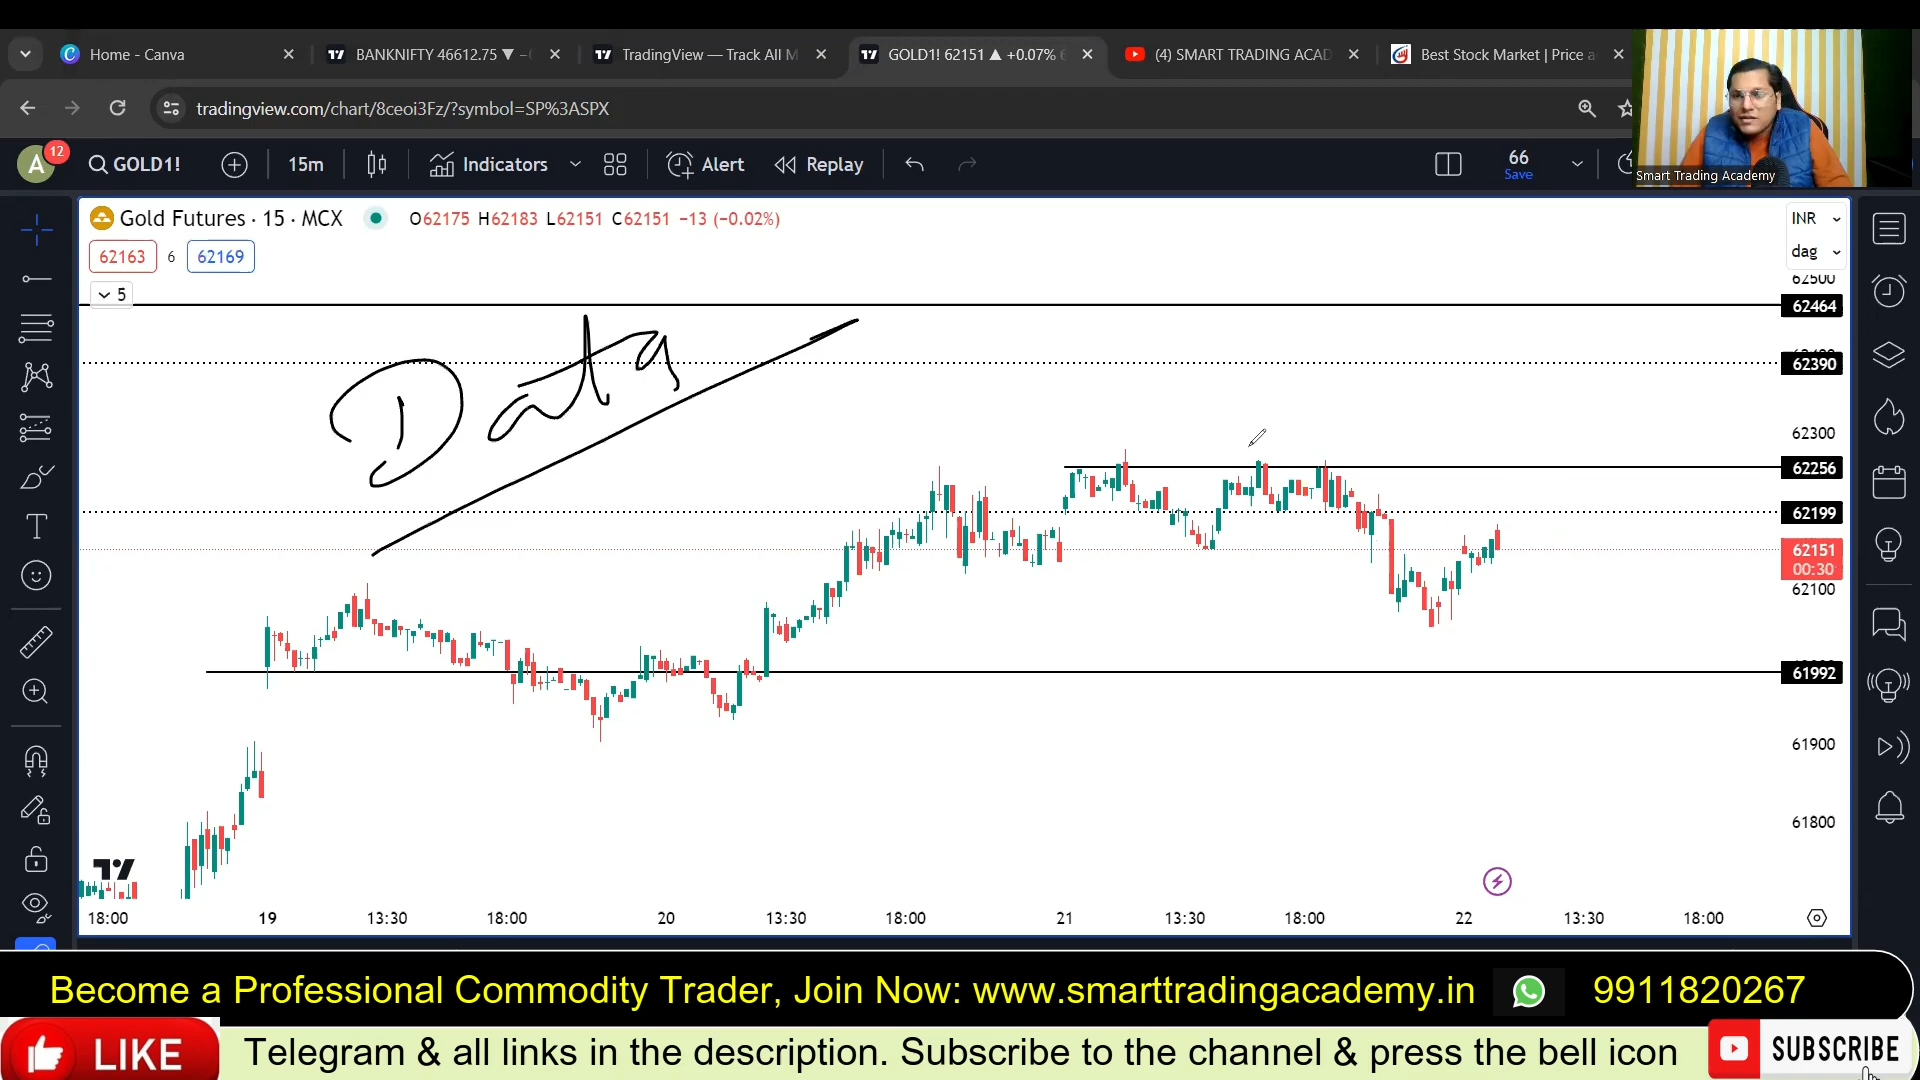 Home - Canva
BANKNIFTY 46612.75 ▼ −
TradingView — Track All M
GOLD1! 62151 ▲ +0.07%
(4) SMART TRADING ACAD
Best Stock Market | Price a
tradingview.com/chart/8ceoi3Fz/?symbol=SP%3ASPX
Smart Trading Academy
A
12
GOLD1!
15m
Indicators
Alert
Replay
66
Save
Gold Futures · 15 · MCX
O62175 H62183 L62151 C62151 −13 (−0.02%)
INR
62163
6
62169
dag
5
62500
62464
62390
Data
62300
62256
62199
62151
00:30
62100
61992
61900
61800
18:00
19
13:30
18:00
20
13:30
18:00
21
13:30
18:00
22
13:30
18:00
Become a Professional Commodity Trader, Join Now: www.smarttradingacademy.in
9911820267
LIKE
Telegram & all links in the description. Subscribe to the channel & press the bell icon
SUBSCRIBE